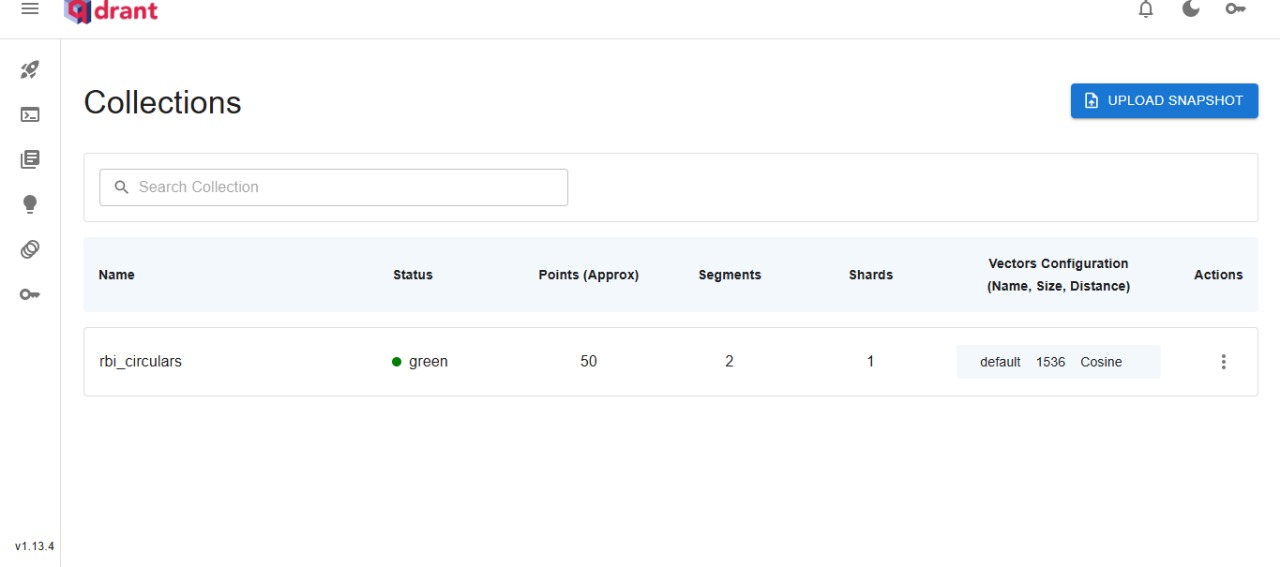 qdrant
Collections
UPLOAD SNAPSHOT
Search Collection
Name Status Points (Approx) Segments Shards Vectors Configuration (Name, Size, Distance) Actions
rbi_circulars green 50 2 1 default 1536 Cosine
v1.13.4